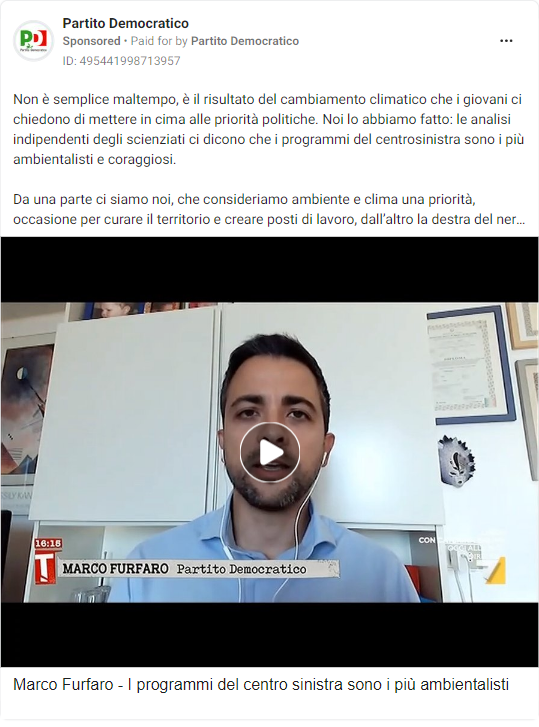 Partito Democratico
Sponsored • Paid for by Partito Democratico
ID: 495441998713957
Non è semplice maltempo, è il risultato del cambiamento climatico che i giovani ci
chiedono di mettere in cima alle priorità politiche. Noi lo abbiamo fatto: le analisi
indipendenti degli scienziati ci dicono che i programmi del centrosinistra sono i più
ambientalisti e coraggiosi.
Da una parte ci siamo noi, che consideriamo ambiente e clima una priorità,
occasione per curare il territorio e creare posti di lavoro, dall'altro la destra del ner...
16:15
T MARCO FURFARO Partito Democratico
CON
Marco Furfaro - I programmi del centro sinistra sono i più ambientalisti